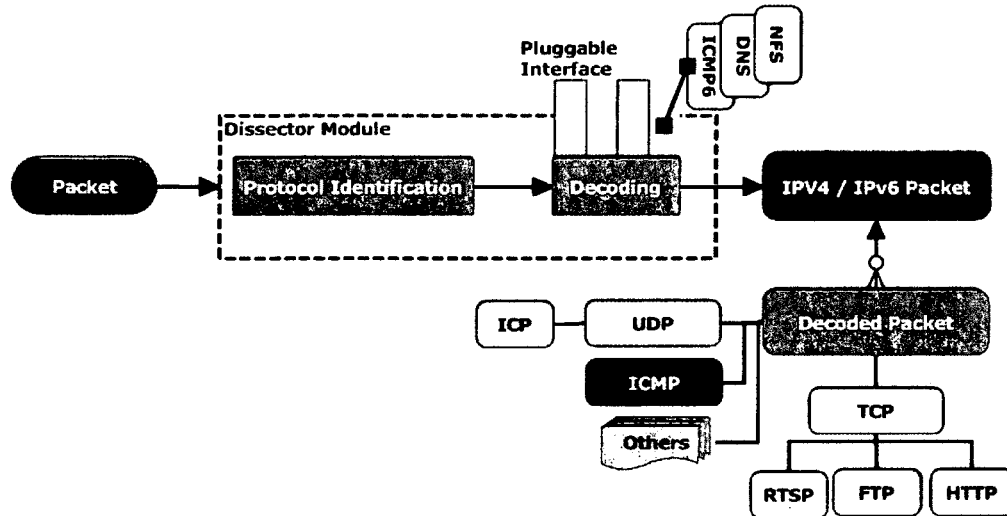 Pluggable
Interface
ICMP6
DNS
NFS
Dissector Module
Packet
Protocol Identification
Decoding
IPV4 / IPv6 Packet
ICP
UDP
Decoded Packet
ICMP
TCP
Others
RTSP
FTP
HTTP